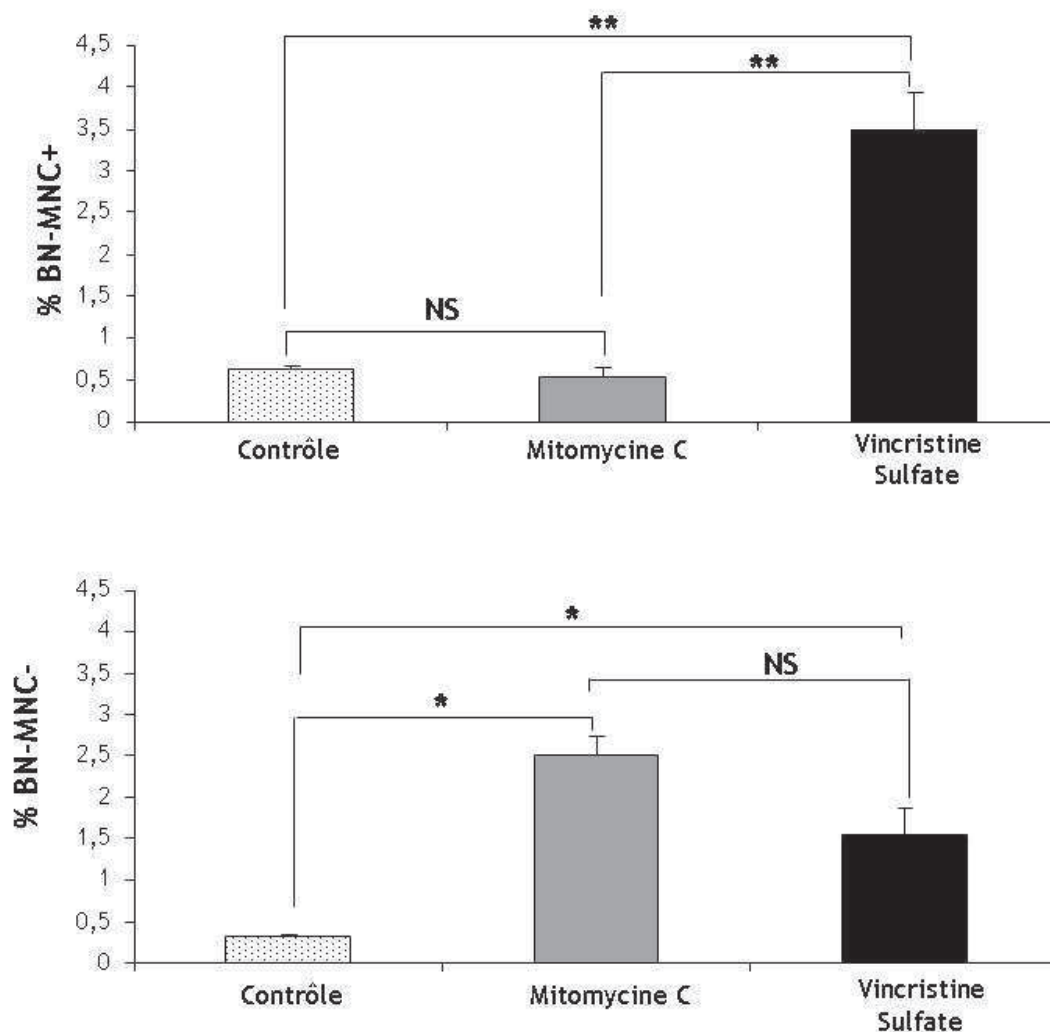 % BN-MNC+
4,5
4
3,5
3
2,5
2
1,5
1
0,5
0
**
**
NS
Contrôle
Mitomycine C
Vincristine
Sulfate
% BN-MNC-
4,5
4
3,5
3
2,5
2
1,5
1
0,5
0
*
NS
*
Contrôle
Mitomycine C
Vincristine
Sulfate